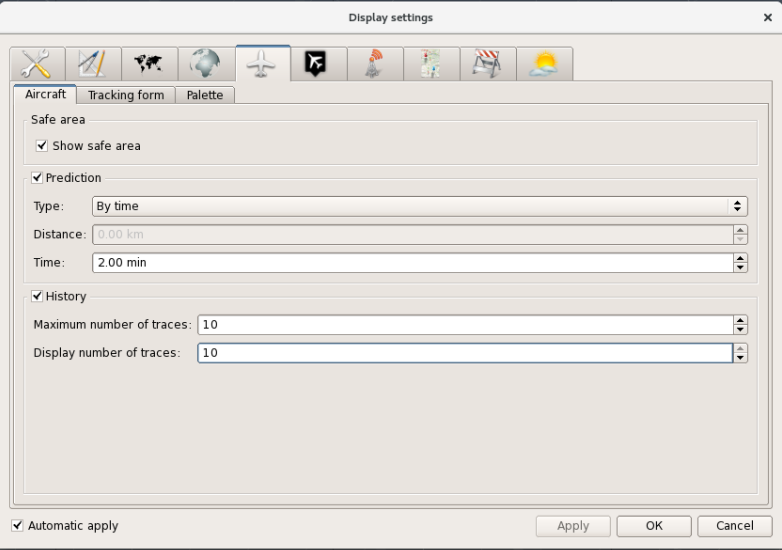 Display settings
Aircraft Tracking form Palette
Safe area
Show safe area
Prediction
Type: By time
Distance: 0.00 km
Time: 2.00 min
History
Maximum number of traces: 10
Display number of traces: 10
Automatic apply Apply OK Cancel